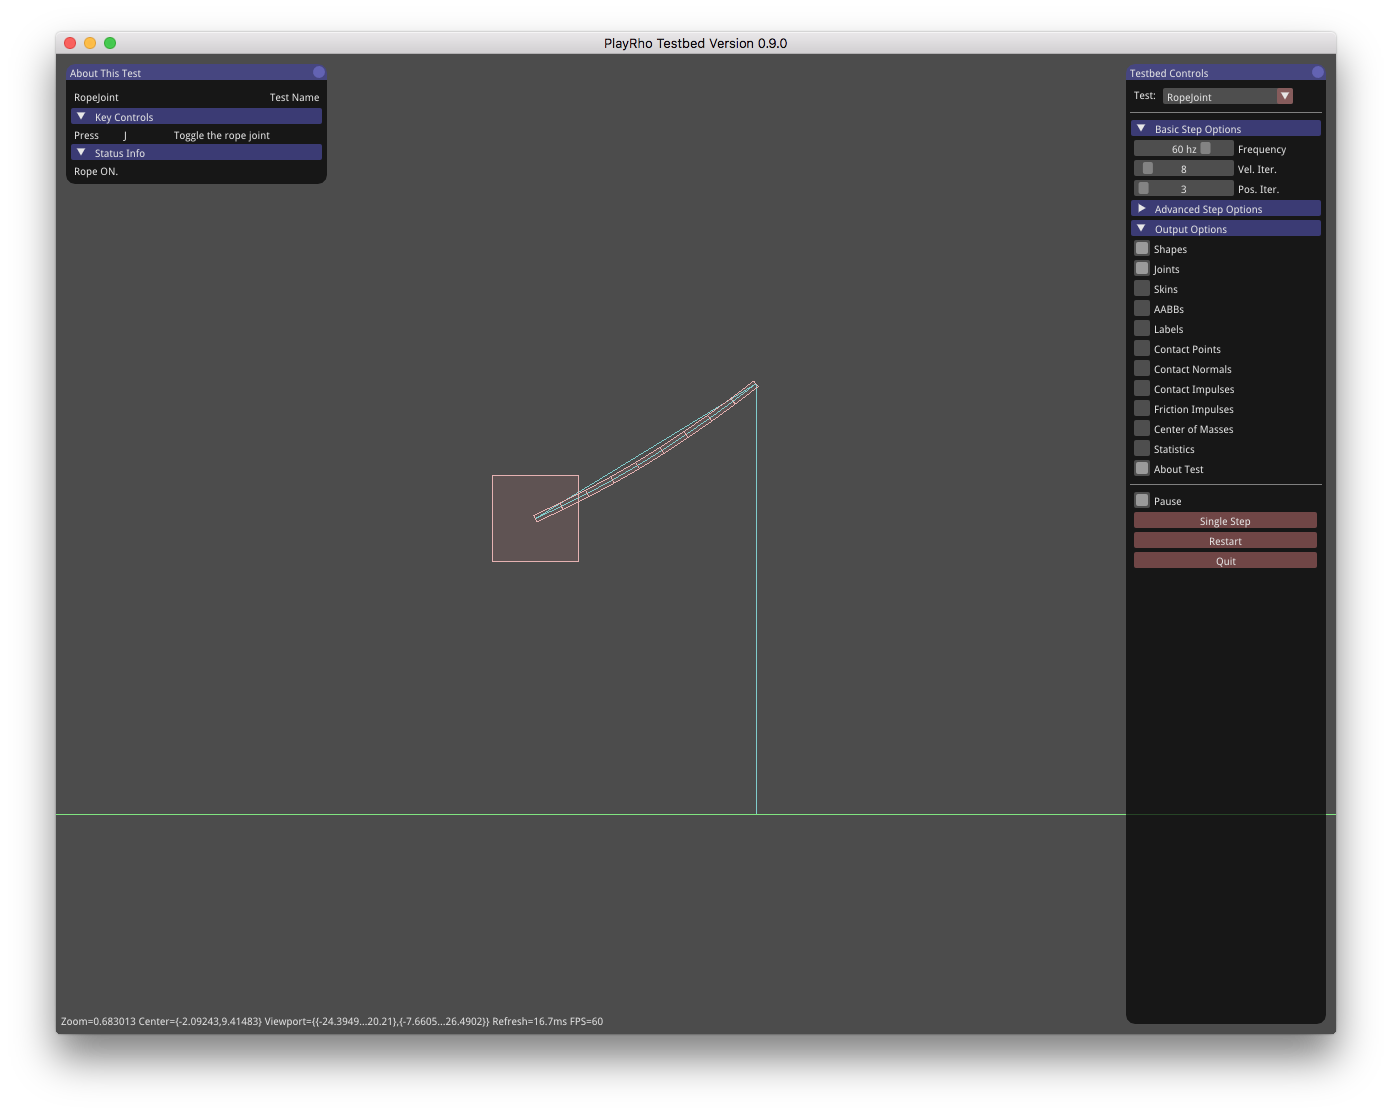 PlayRho Testbed Version 0.9.0
About This Test
RopeJoint Test Name
Key Controls
Press J Toggle the rope joint
Status Info
Rope ON.
Testbed Controls
Test: RopeJoint
Basic Step Options
60 hz Frequency
8 Vel. Iter.
3 Pos. Iter.
Advanced Step Options
Output Options
Shapes
Joints
Skins
AABBs
Labels
Contact Points
Contact Normals
Contact Impulses
Friction Impulses
Center of Masses
Statistics
About Test
Pause
Single Step
Restart
Quit
Zoom=0.683013 Center={-2.09243,9.41483} Viewport={{-24.3949...20.21},{-7.6605...26.4902}} Refresh=16.7ms FPS=60